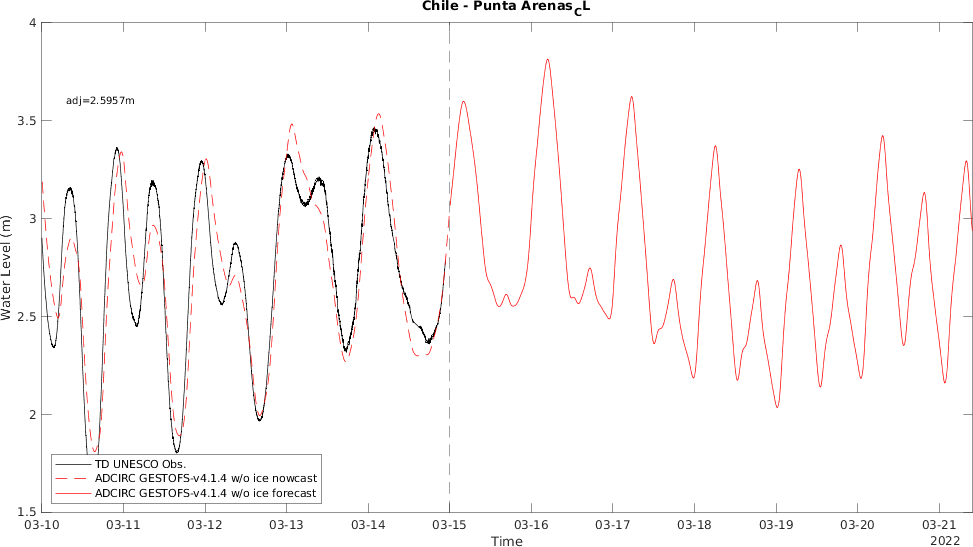 Chile - Punta Arenas_CL
adj=2.5957m
4
3.5
3
2.5
2
1.5
Water Level (m)
TD UNESCO Obs.
ADCIRC GESTOFS-v4.1.4 w/o ice nowcast
ADCIRC GESTOFS-v4.1.4 w/o ice forecast
03-10 03-11 03-12 03-13 03-14 03-15 03-16 03-17 03-18 03-19 03-20 03-21
Time
2022